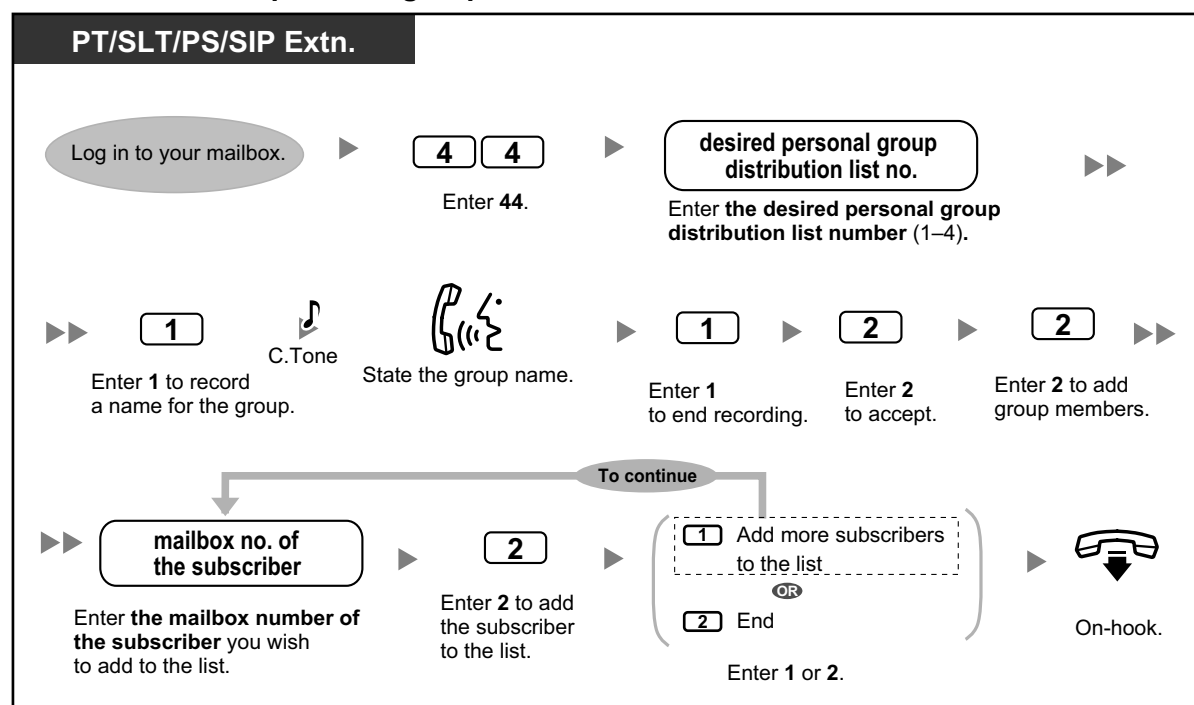 PT/SLT/PS/SIP Extn.
Log in to your mailbox.
4 4
Enter 44.
desired personal group
distribution list no.
Enter the desired personal group
distribution list number (1–4).
1
Enter 1 to record
a name for the group.
C.Tone
State the group name.
1
Enter 1
to end recording.
2
Enter 2
to accept.
2
Enter 2 to add
group members.
To continue
mailbox no. of
the subscriber
Enter the mailbox number of
the subscriber you wish
to add to the list.
2
Enter 2 to add
the subscriber
to the list.
1 Add more subscribers
to the list
OR
2 End
Enter 1 or 2.
On-hook.